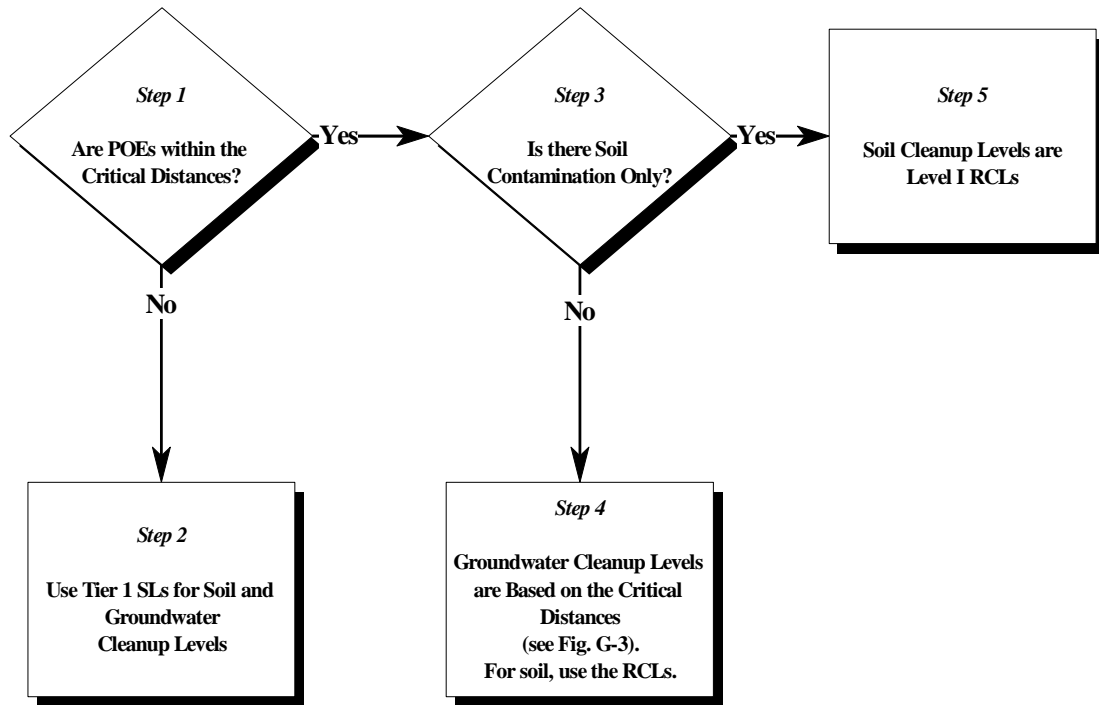 Step 1
Are POEs within the
Critical Distances?
Yes
Step 3
Is there Soil
Contamination Only?
Yes
Step 5
Soil Cleanup Levels are
Level I RCLs
No
No
Step 2
Use Tier 1 SLs for Soil and
Groundwater
Cleanup Levels
Step 4
Groundwater Cleanup Levels
are Based on the Critical
Distances
(see Fig. G-3).
For soil, use the RCLs.